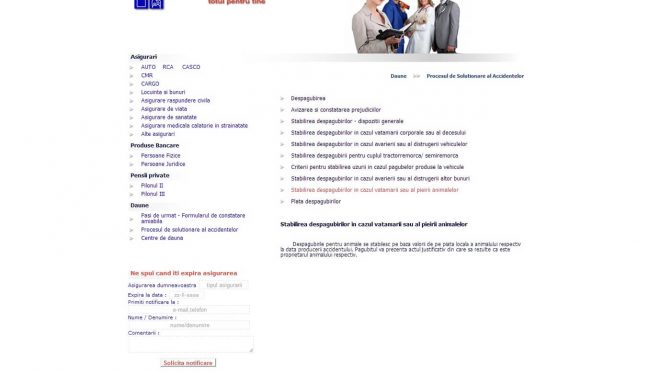 totul pentru tine
Asigurari
AUTO RCA CASCO
CMR
CARGO
Locuinta si bunuri
Asigurare raspundere civila
Asigurare de viata
Asigurare de sanatate
Asigurare medicala calatorie in strainatate
Alte asigurari
Produse Bancare
Persoane Fizice
Persoane Juridice
Pensii private
Pilonul II
Pilonul III
Daune
Pasi de urmat - Formularul de constatare
amiabila
Procesul de solutionare al accidentelor
Centre de dauna
Ne spui cand iti expira asigurarea
Asigurarea dumneavoastra tipul asigurarii
Expira la data : zz-ll-aaaa
Primiti notificare la :
e-mail,telefon
Nume / Denumire :
nume/denumire
Comentarii :
Solicita notificare
Daune >> Procesul de Solutionare al Accidentelor
Despagubirea
Avizarea si constatarea prejudiciilor
Stabilirea despagubirilor - dispozitii generale
Stabilirea despagubirilor in cazul vatamarii corporale sau al decesului
Stabilirea despagubirilor in cazul avarierii sau al distrugerii vehiculelor
Stabilirea despagubirii pentru cuplul tractorremorca/ semiremorca
Criterii pentru stabilirea uzurii in cazul pagubelor produse la vehicule
Stabilirea despagubirilor in cazul avarierii sau al distrugerii altor bunuri
Stabilirea despagubirilor in cazul vatamarii sau al pieirii animalelor
Plata despagubirilor
Stabilirea despagubirilor in cazul vatamarii sau al pieirii animalelor
Despagubirile pentru animale se stabilesc pe baza valorii de pe piata locala a animalului respectiv
la data producerii accidentului. Pagubitul va prezenta actul justificativ din care sa rezulte ca este
proprietarul animalului respectiv.